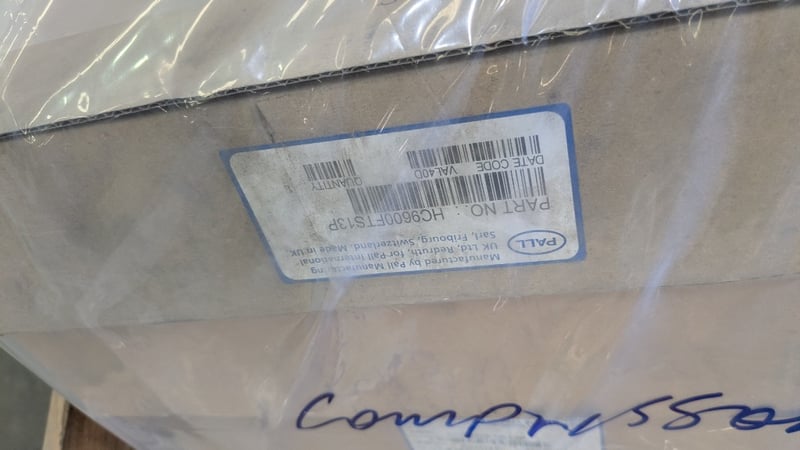 PALL
Manufactured by Pall Manufacturing
UK Ltd, Redruth, for Pall International
Sarl, Fribourg, Switzerland. Made in UK.
PART NO.: HC9600FTS13P
DATE CODE VAL40D
QUANTITY
Compressor